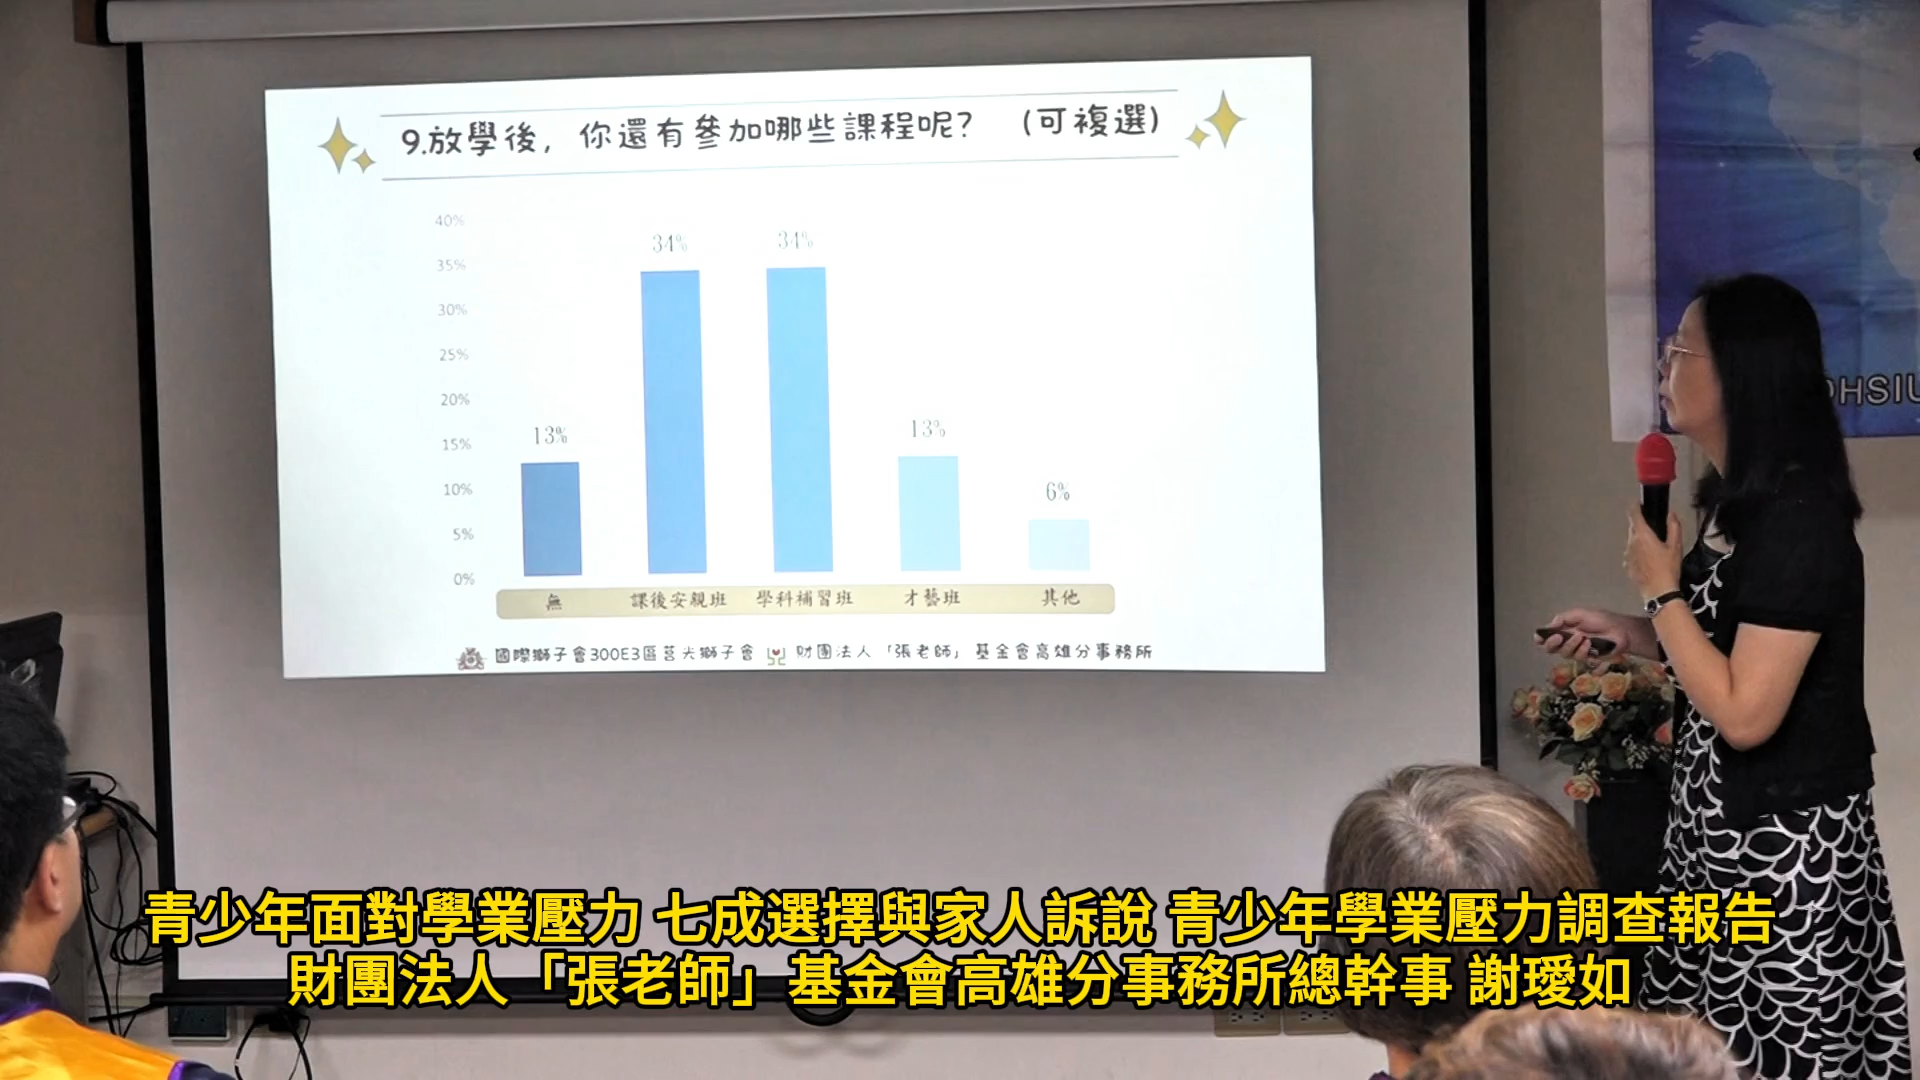 9.放學後，你還有參加哪些課程呢？ (可複選)
40%
35%
30%
25%
20%
15%
10%
5%
0%
13%
34%
34%
13%
6%
無
課後安親班
學科補習班
才藝班
其他
國際獅子會300E3區莒光獅子會 財團法人「張老師」基金會高雄分事務所
OHSIU
青少年面對學業壓力 七成選擇與家人訴說 青少年學業壓力調查報告
財團法人「張老師」基金會高雄分事務所總幹事 謝璦如